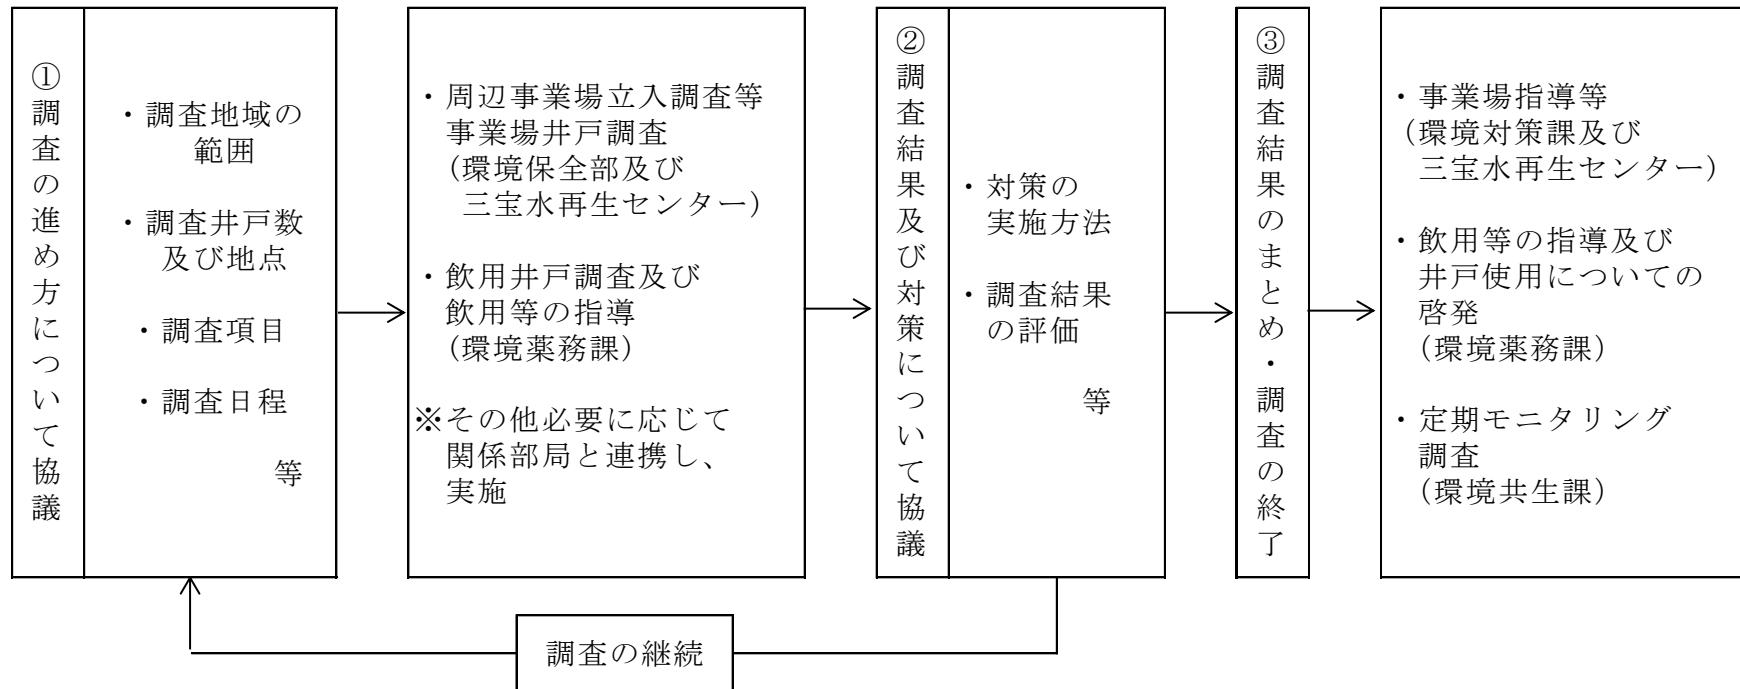 ①調査の進め方について協議
・調査地域の
範囲
・調査井戸数
及び地点
・調査項目
・調査日程
等
・周辺事業場立入調査等
事業場井戸調査
(環境保全部及び
三宝水再生センター)
・飲用井戸調査及び
飲用等の指導
(環境薬務課)
※その他必要に応じて
関係部局と連携し、
実施
②調査結果及び対策について協議
・対策の
実施方法
・調査結果
の評価
等
③調査結果のまとめ・調査の終了
・事業場指導等
(環境対策課及び
三宝水再生センター)
・飲用等の指導及び
井戸使用についての
啓発
(環境薬務課)
・定期モニタリング
調査
(環境共生課)
調査の継続